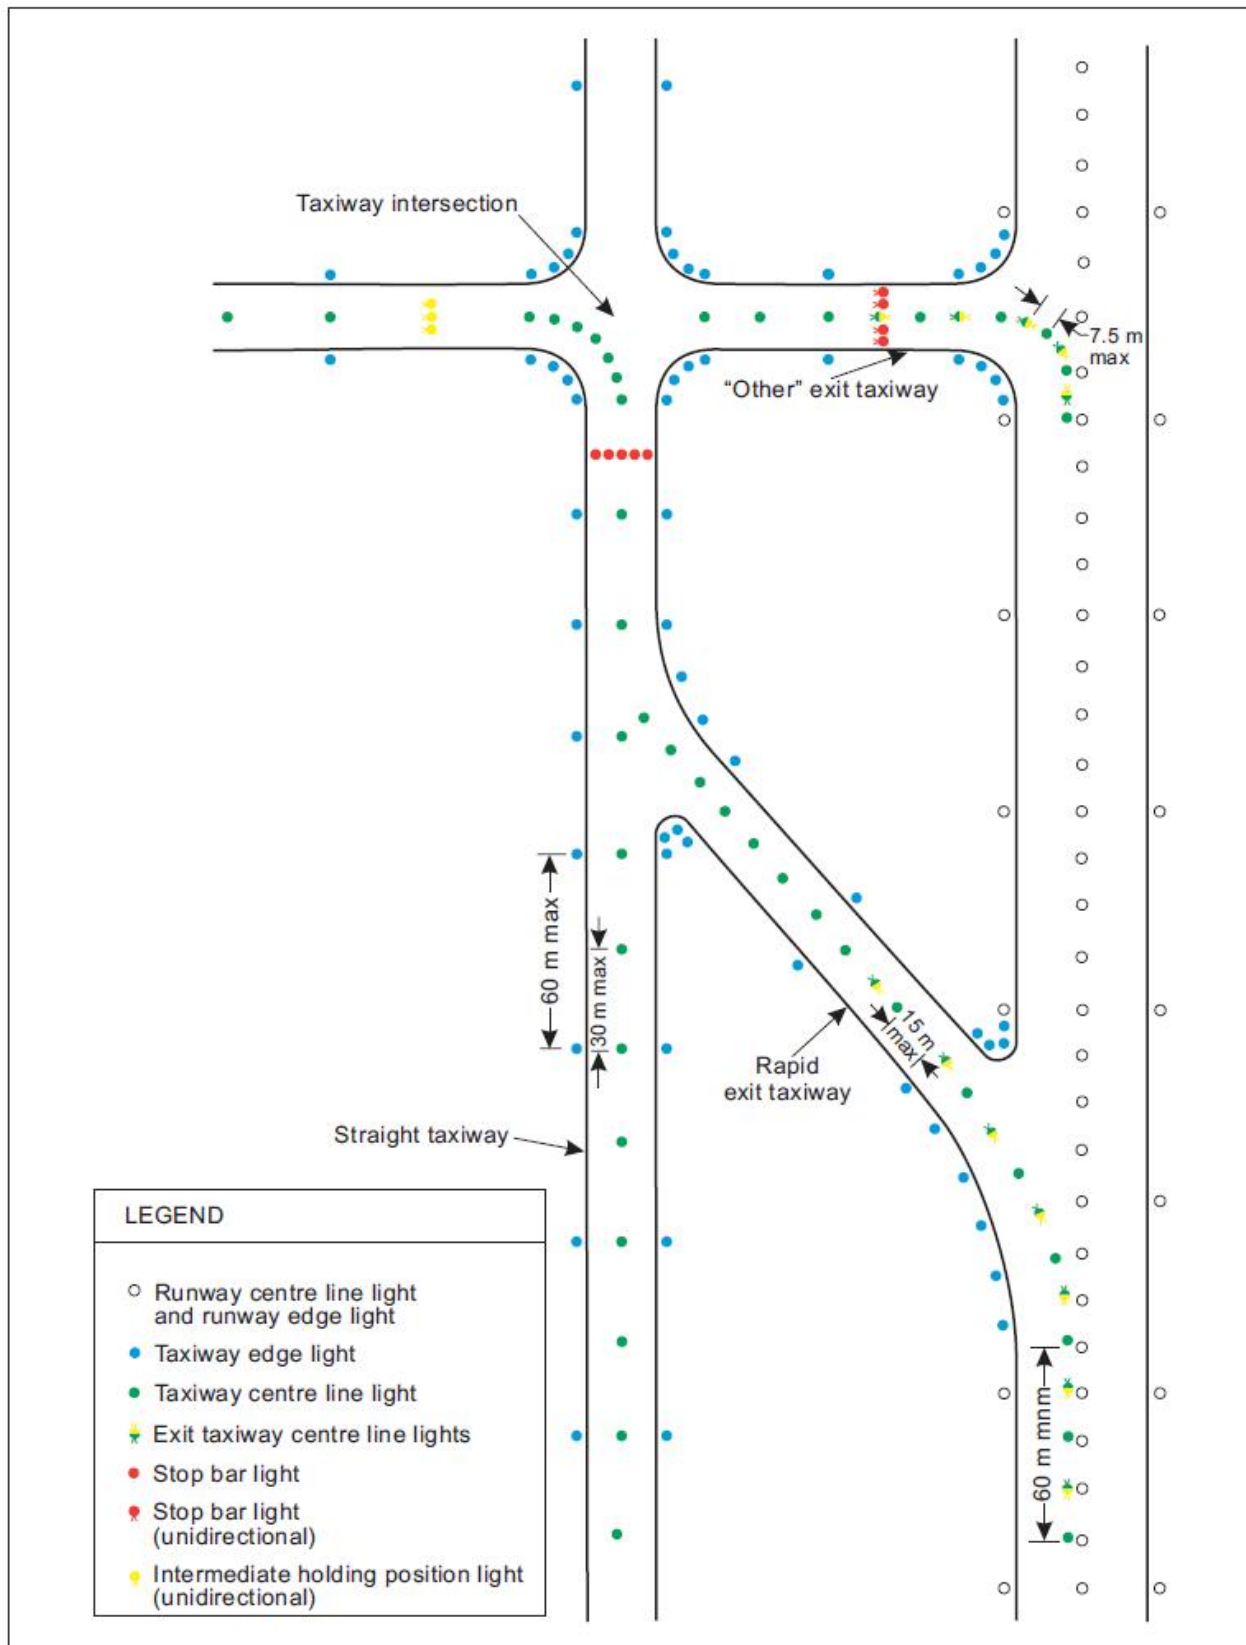 Taxiway intersection
7.5 m
max
"Other" exit taxiway
60 m max
30 m max
15 m
max
Rapid
exit taxiway
Straight taxiway
60 m mnm
LEGEND
Runway centre line light
and runway edge light
Taxiway edge light
Taxiway centre line light
Exit taxiway centre line lights
Stop bar light
Stop bar light
(unidirectional)
Intermediate holding position light
(unidirectional)